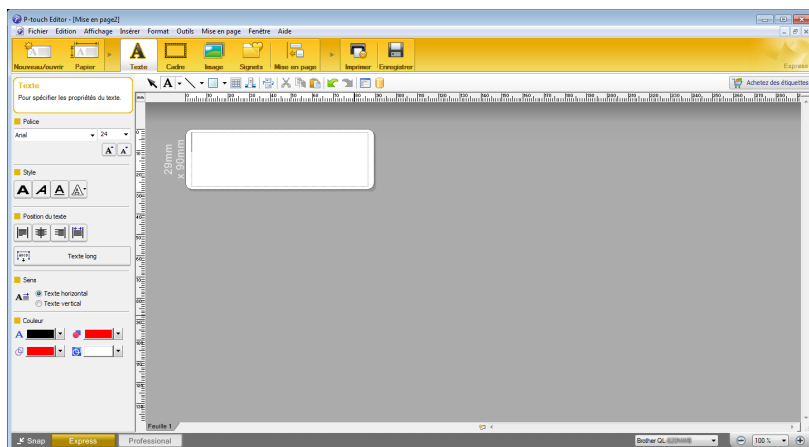 P-touch Editor - [Mise en page2]
Fichier Edition Affichage Insérer Format Outils Mise en page Fenêtre Aide
Nouveau/ouvrir Papier Texte Cadre Image Signets Mise en page Imprimer Enregistrer Express
A Achetez des étiquettes
Texte
Pour spécifier les propriétés du texte.
mm
Police
Arial 24
A A
29mm
x 90mm
Style
A A A A
Position du texte
Texte long
Sens
A Texte horizontal
Texte vertical
Couleur
A
Feuille 1
Snap Express Professional Brother QL 100 %